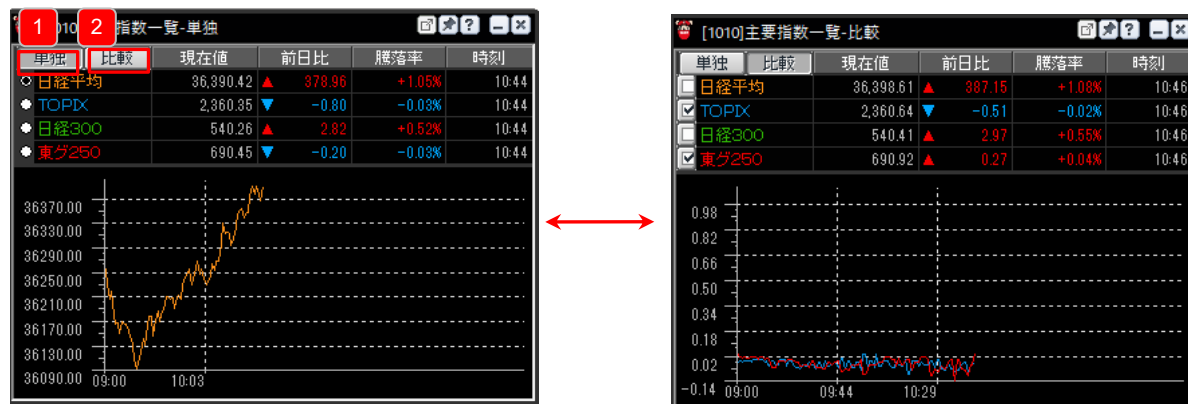 1 2
010 指数一覧-単独
単独 比較 現在値 前日比 騰落率 時刻
日経平均 36,390.42 ▲ 378.96 +1.05% 10:44
TOPIX 2,360.35 ▼ -0.80 -0.03% 10:44
日経300 540.26 ▲ 2.82 +0.52% 10:44
東グ250 690.45 ▼ -0.20 -0.03% 10:44
36370.00
36330.00
36290.00
36250.00
36210.00
36170.00
36130.00
36090.00
09:00 10:03
[1010]主要指数一覧-比較
単独 比較 現在値 前日比 騰落率 時刻
日経平均 36,398.61 ▲ 387.15 +1.08% 10:46
TOPIX 2,360.64 ▼ -0.51 -0.02% 10:46
日経300 540.41 ▲ 2.97 +0.55% 10:46
東グ250 690.92 ▲ 0.27 +0.04% 10:46
0.98
0.82
0.66
0.50
0.34
0.18
0.02
-0.14
09:00 09:44 10:29